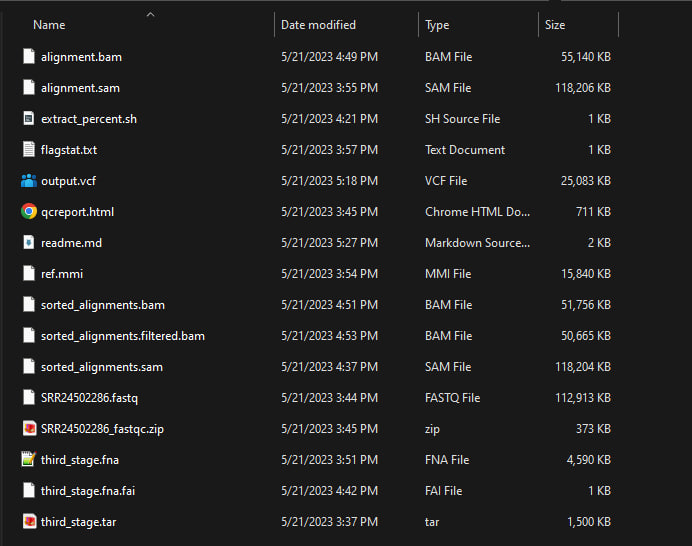 Name Date modified Type Size
alignment.bam 5/21/2023 4:49 PM BAM File 55,140 KB
alignment.sam 5/21/2023 3:55 PM SAM File 118,206 KB
extract_percent.sh 5/21/2023 4:21 PM SH Source File 1 KB
flagstat.txt 5/21/2023 3:57 PM Text Document 1 KB
output.vcf 5/21/2023 5:18 PM VCF File 25,083 KB
qcreport.html 5/21/2023 3:45 PM Chrome HTML Do... 711 KB
readme.md 5/21/2023 5:27 PM Markdown Source... 2 KB
ref.mmi 5/21/2023 3:54 PM MMI File 15,840 KB
sorted_alignments.bam 5/21/2023 4:51 PM BAM File 51,756 KB
sorted_alignments.filtered.bam 5/21/2023 4:53 PM BAM File 50,665 KB
sorted_alignments.sam 5/21/2023 4:37 PM SAM File 118,204 KB
SRR24502286.fastq 5/21/2023 3:44 PM FASTQ File 112,913 KB
SRR24502286_fastqc.zip 5/21/2023 3:45 PM zip 373 KB
third_stage.fna 5/21/2023 3:51 PM FNA File 4,590 KB
third_stage.fna.fai 5/21/2023 4:42 PM FAI File 1 KB
third_stage.tar 5/21/2023 3:37 PM tar 1,500 KB